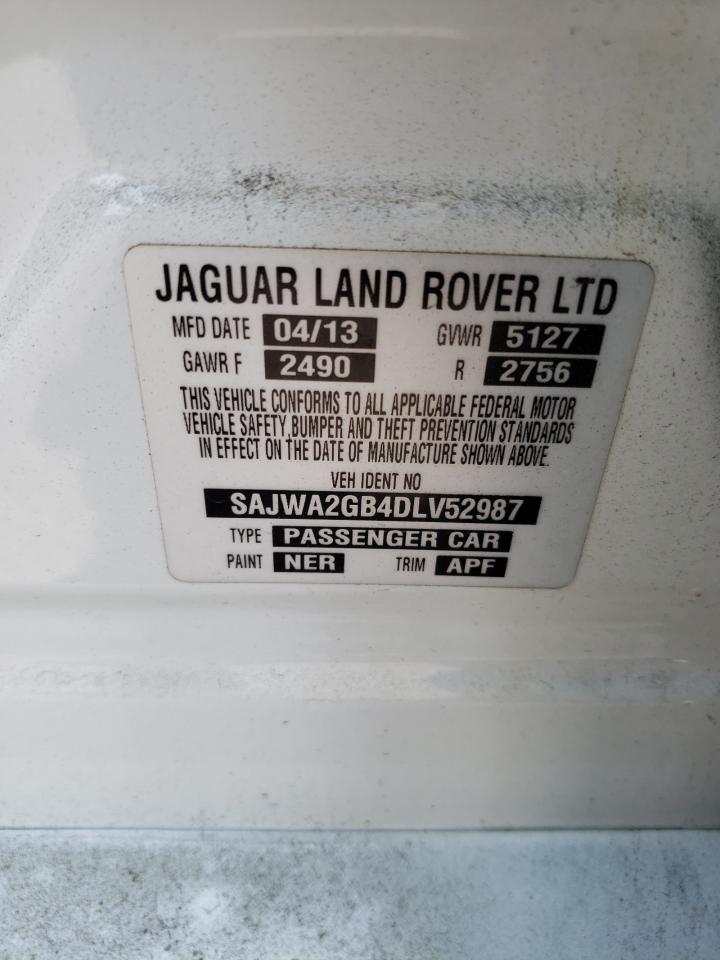 JAGUAR LAND ROVER LTD
MFD DATE 04/13 GVWR 5127
GAWR F 2490 R 2756
THIS VEHICLE CONFORMS TO ALL APPLICABLE FEDERAL MOTOR
VEHICLE SAFETY, BUMPER AND THEFT PREVENTION STANDARDS
IN EFFECT ON THE DATE OF MANUFACTURE SHOWN ABOVE.
VEH IDENT NO
SAJWA2GB4DLV52987
TYPE PASSENGER CAR
PAINT NER TRIM APF